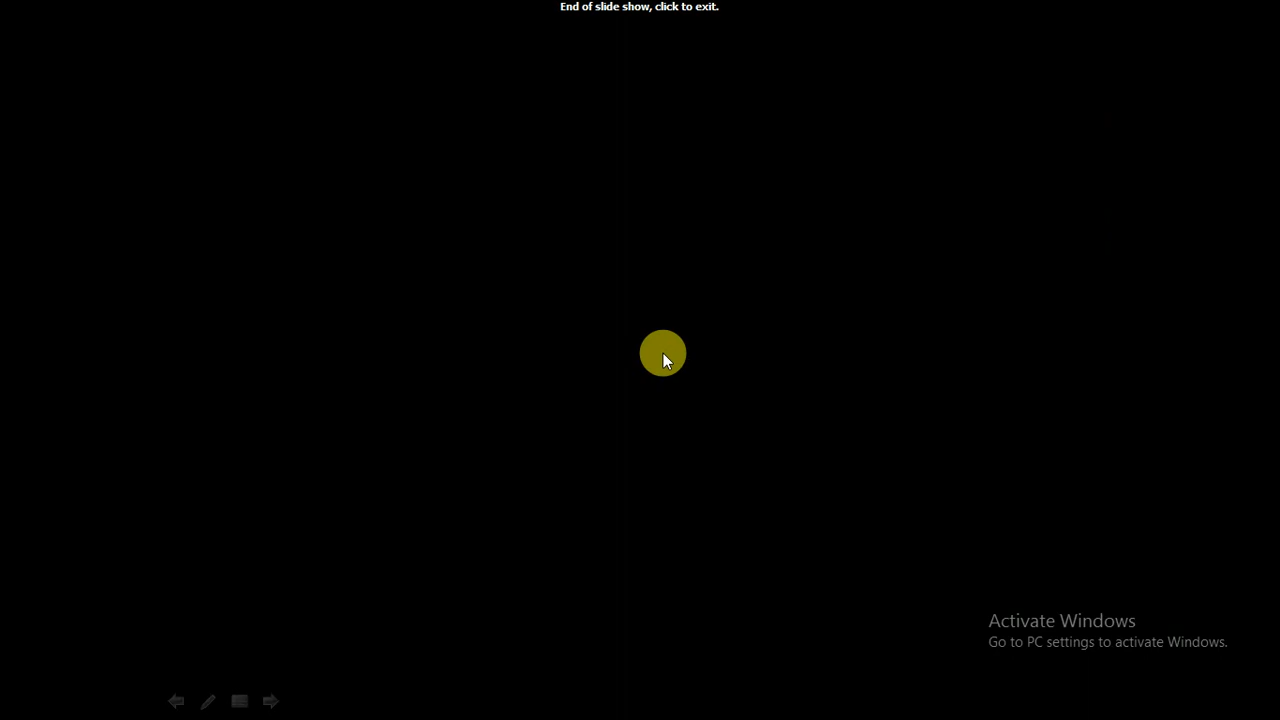 End of slide show, click to exit.
Activate Windows
Go to PC settings to activate Windows.